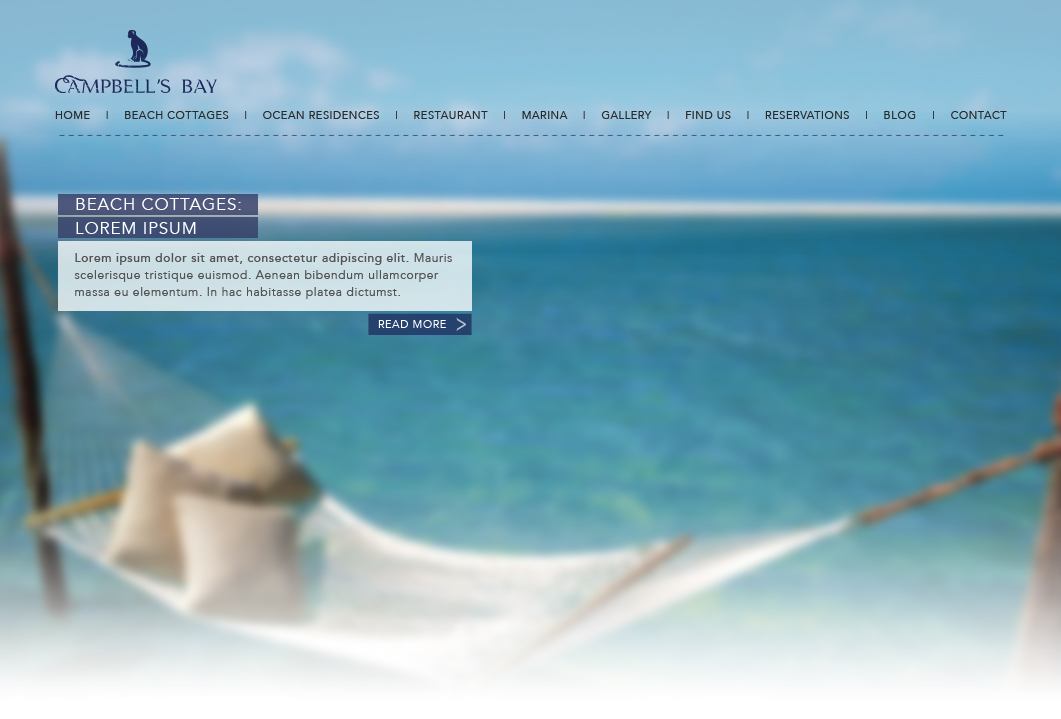 CAMPBELL'S BAY
HOME | BEACH COTTAGES | OCEAN RESIDENCES | RESTAURANT | MARINA | GALLERY | FIND US | RESERVATIONS | BLOG | CONTACT
BEACH COTTAGES:
LOREM IPSUM
Lorem ipsum dolor sit amet, consectetur adipiscing elit. Mauris
scelerisque tristique euismod. Aenean bibendum ullamcorper
massa eu elementum. In hac habitasse platea dictumst.
READ MORE >